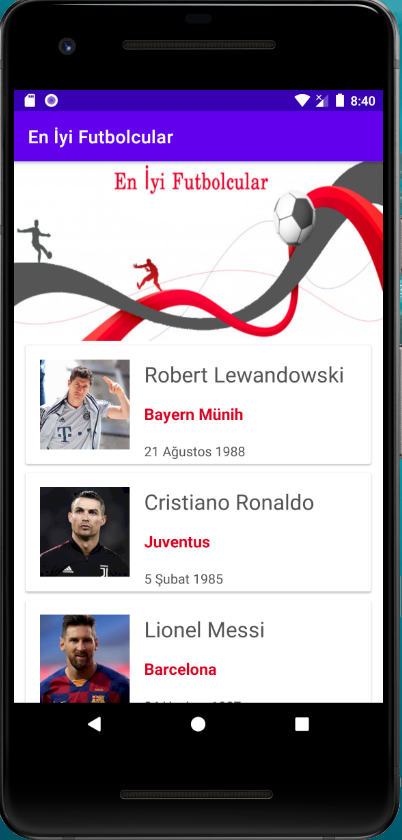 8:40
En İyi Futbolcular
En İyi Futbolcular
Robert Lewandowski
Bayern Münih
21 Ağustos 1988
Cristiano Ronaldo
Juventus
5 Şubat 1985
Lionel Messi
Barcelona